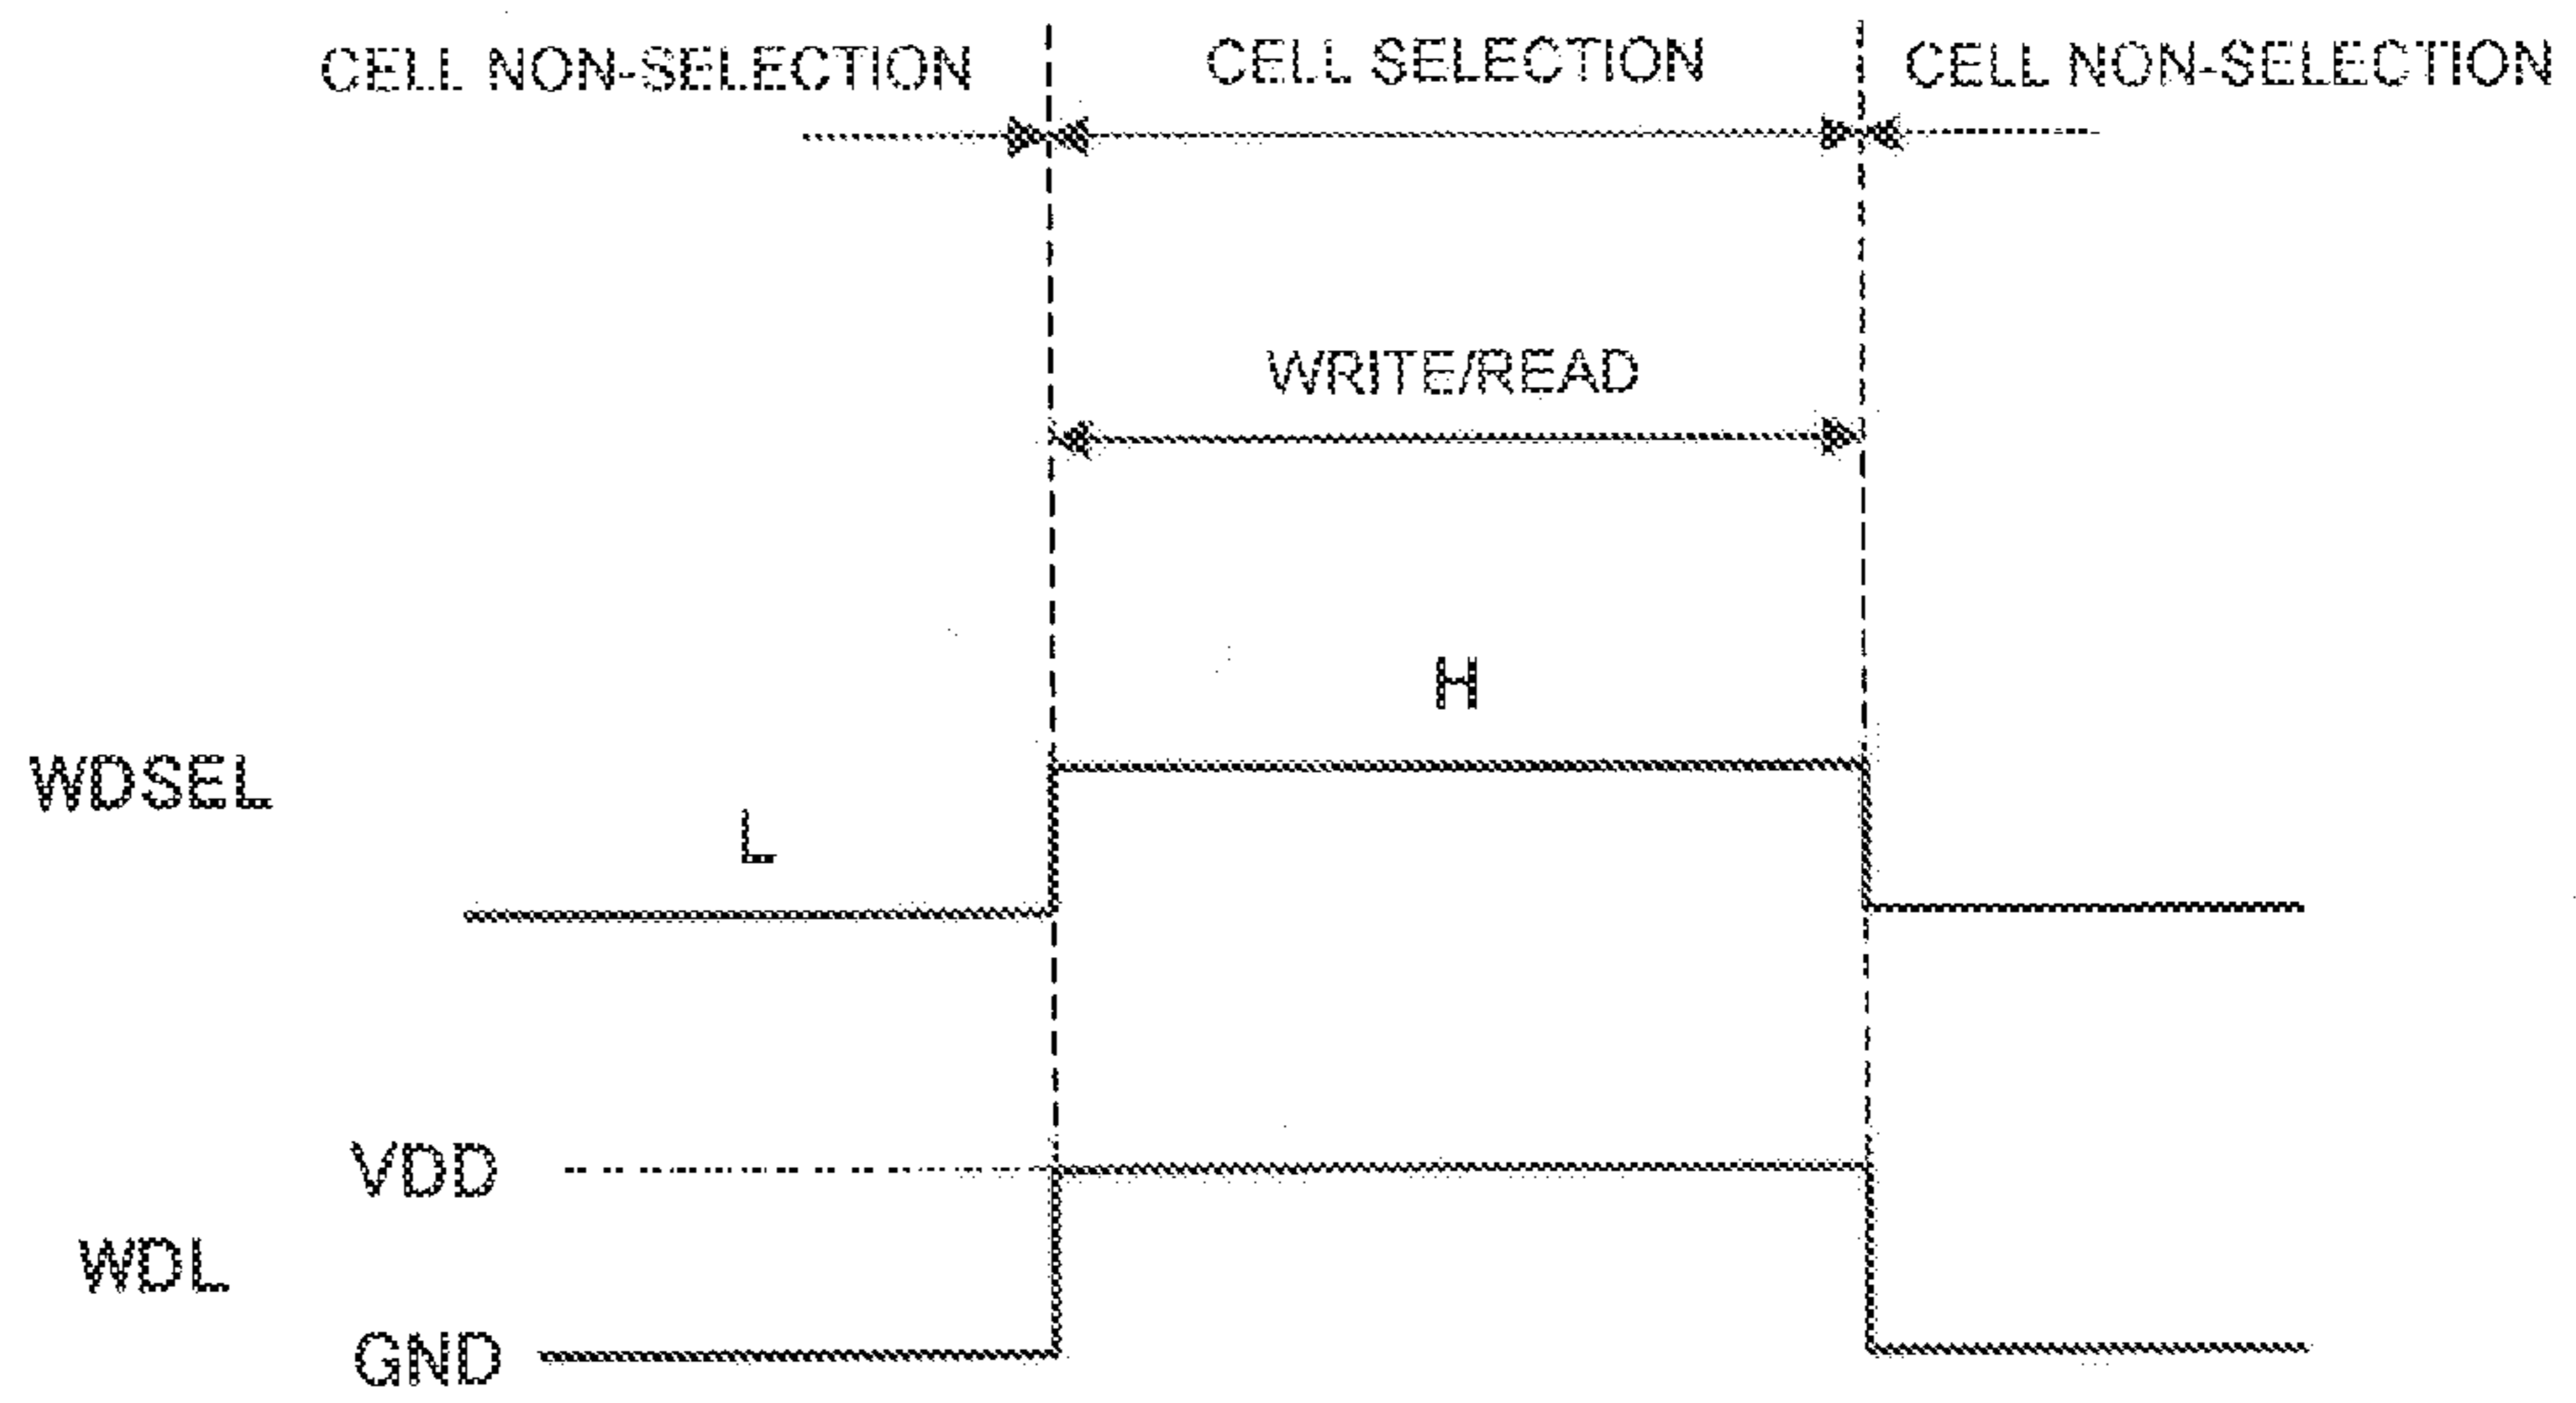 CELL NON-SELECTION
CELL SELECTION
CELL NON-SELECTION
WRITE/READ
H
WDSEL
L
VDD
WDL
GND